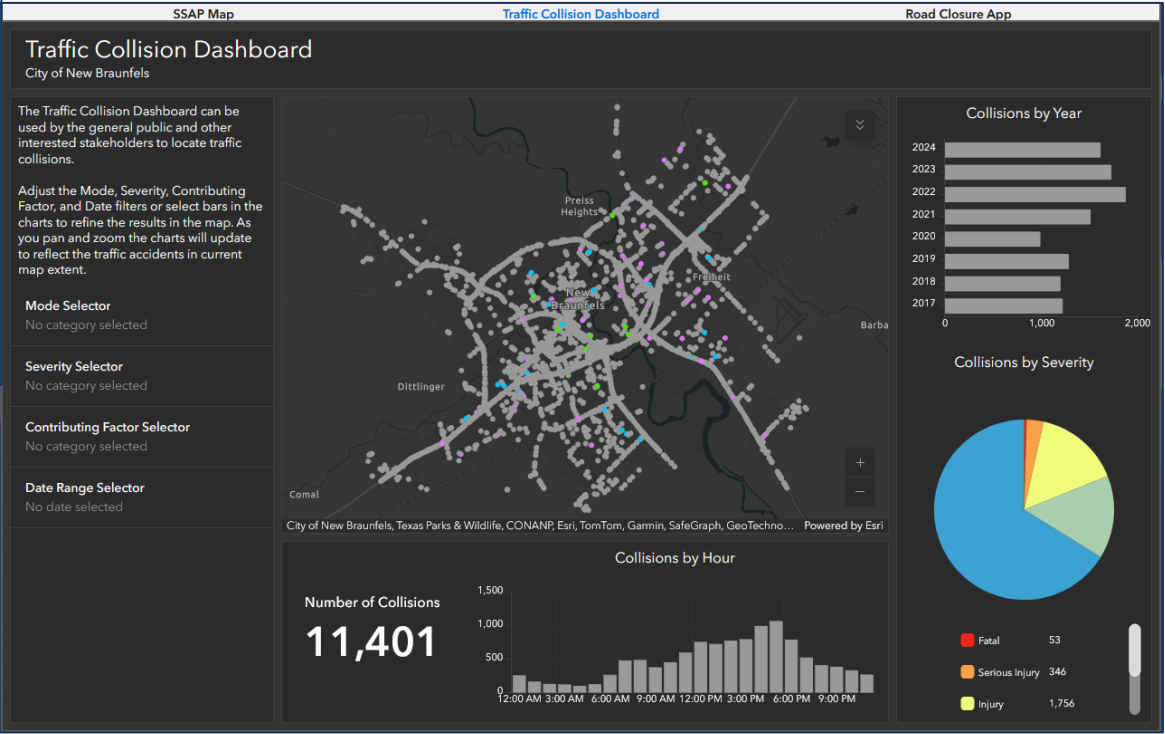 SSAP Map
Traffic Collision Dashboard
Road Closure App
Traffic Collision Dashboard
City of New Braunfels
The Traffic Collision Dashboard can be
used by the general public and other
interested stakeholders to locate traffic
collisions.
Adjust the Mode, Severity, Contributing
Factor, and Date filters or select bars in the
charts to refine the results in the map. As
you pan and zoom the charts will update
to reflect the traffic accidents in current
map extent.
Mode Selector
No category selected
Severity Selector
No category selected
Contributing Factor Selector
No category selected
Date Range Selector
No date selected
Preiss
Heights
Freiheit
New
Braunfels
Barba
Dittlinger
Comal
+
−
City of New Braunfels, Texas Parks & Wildlife, CONANP, Esri, TomTom, Garmin, SafeGraph, GeoTechno... Powered by Esri
Number of Collisions
11,401
Collisions by Hour
1,500
1,000
500
0
12:00 AM 3:00 AM 6:00 AM 9:00 AM 12:00 PM 3:00 PM 6:00 PM 9:00 PM
Collisions by Year
2024
2023
2022
2021
2020
2019
2018
2017
0 1,000 2,000
Collisions by Severity
Fatal 53
Serious Injury 346
Injury 1,756